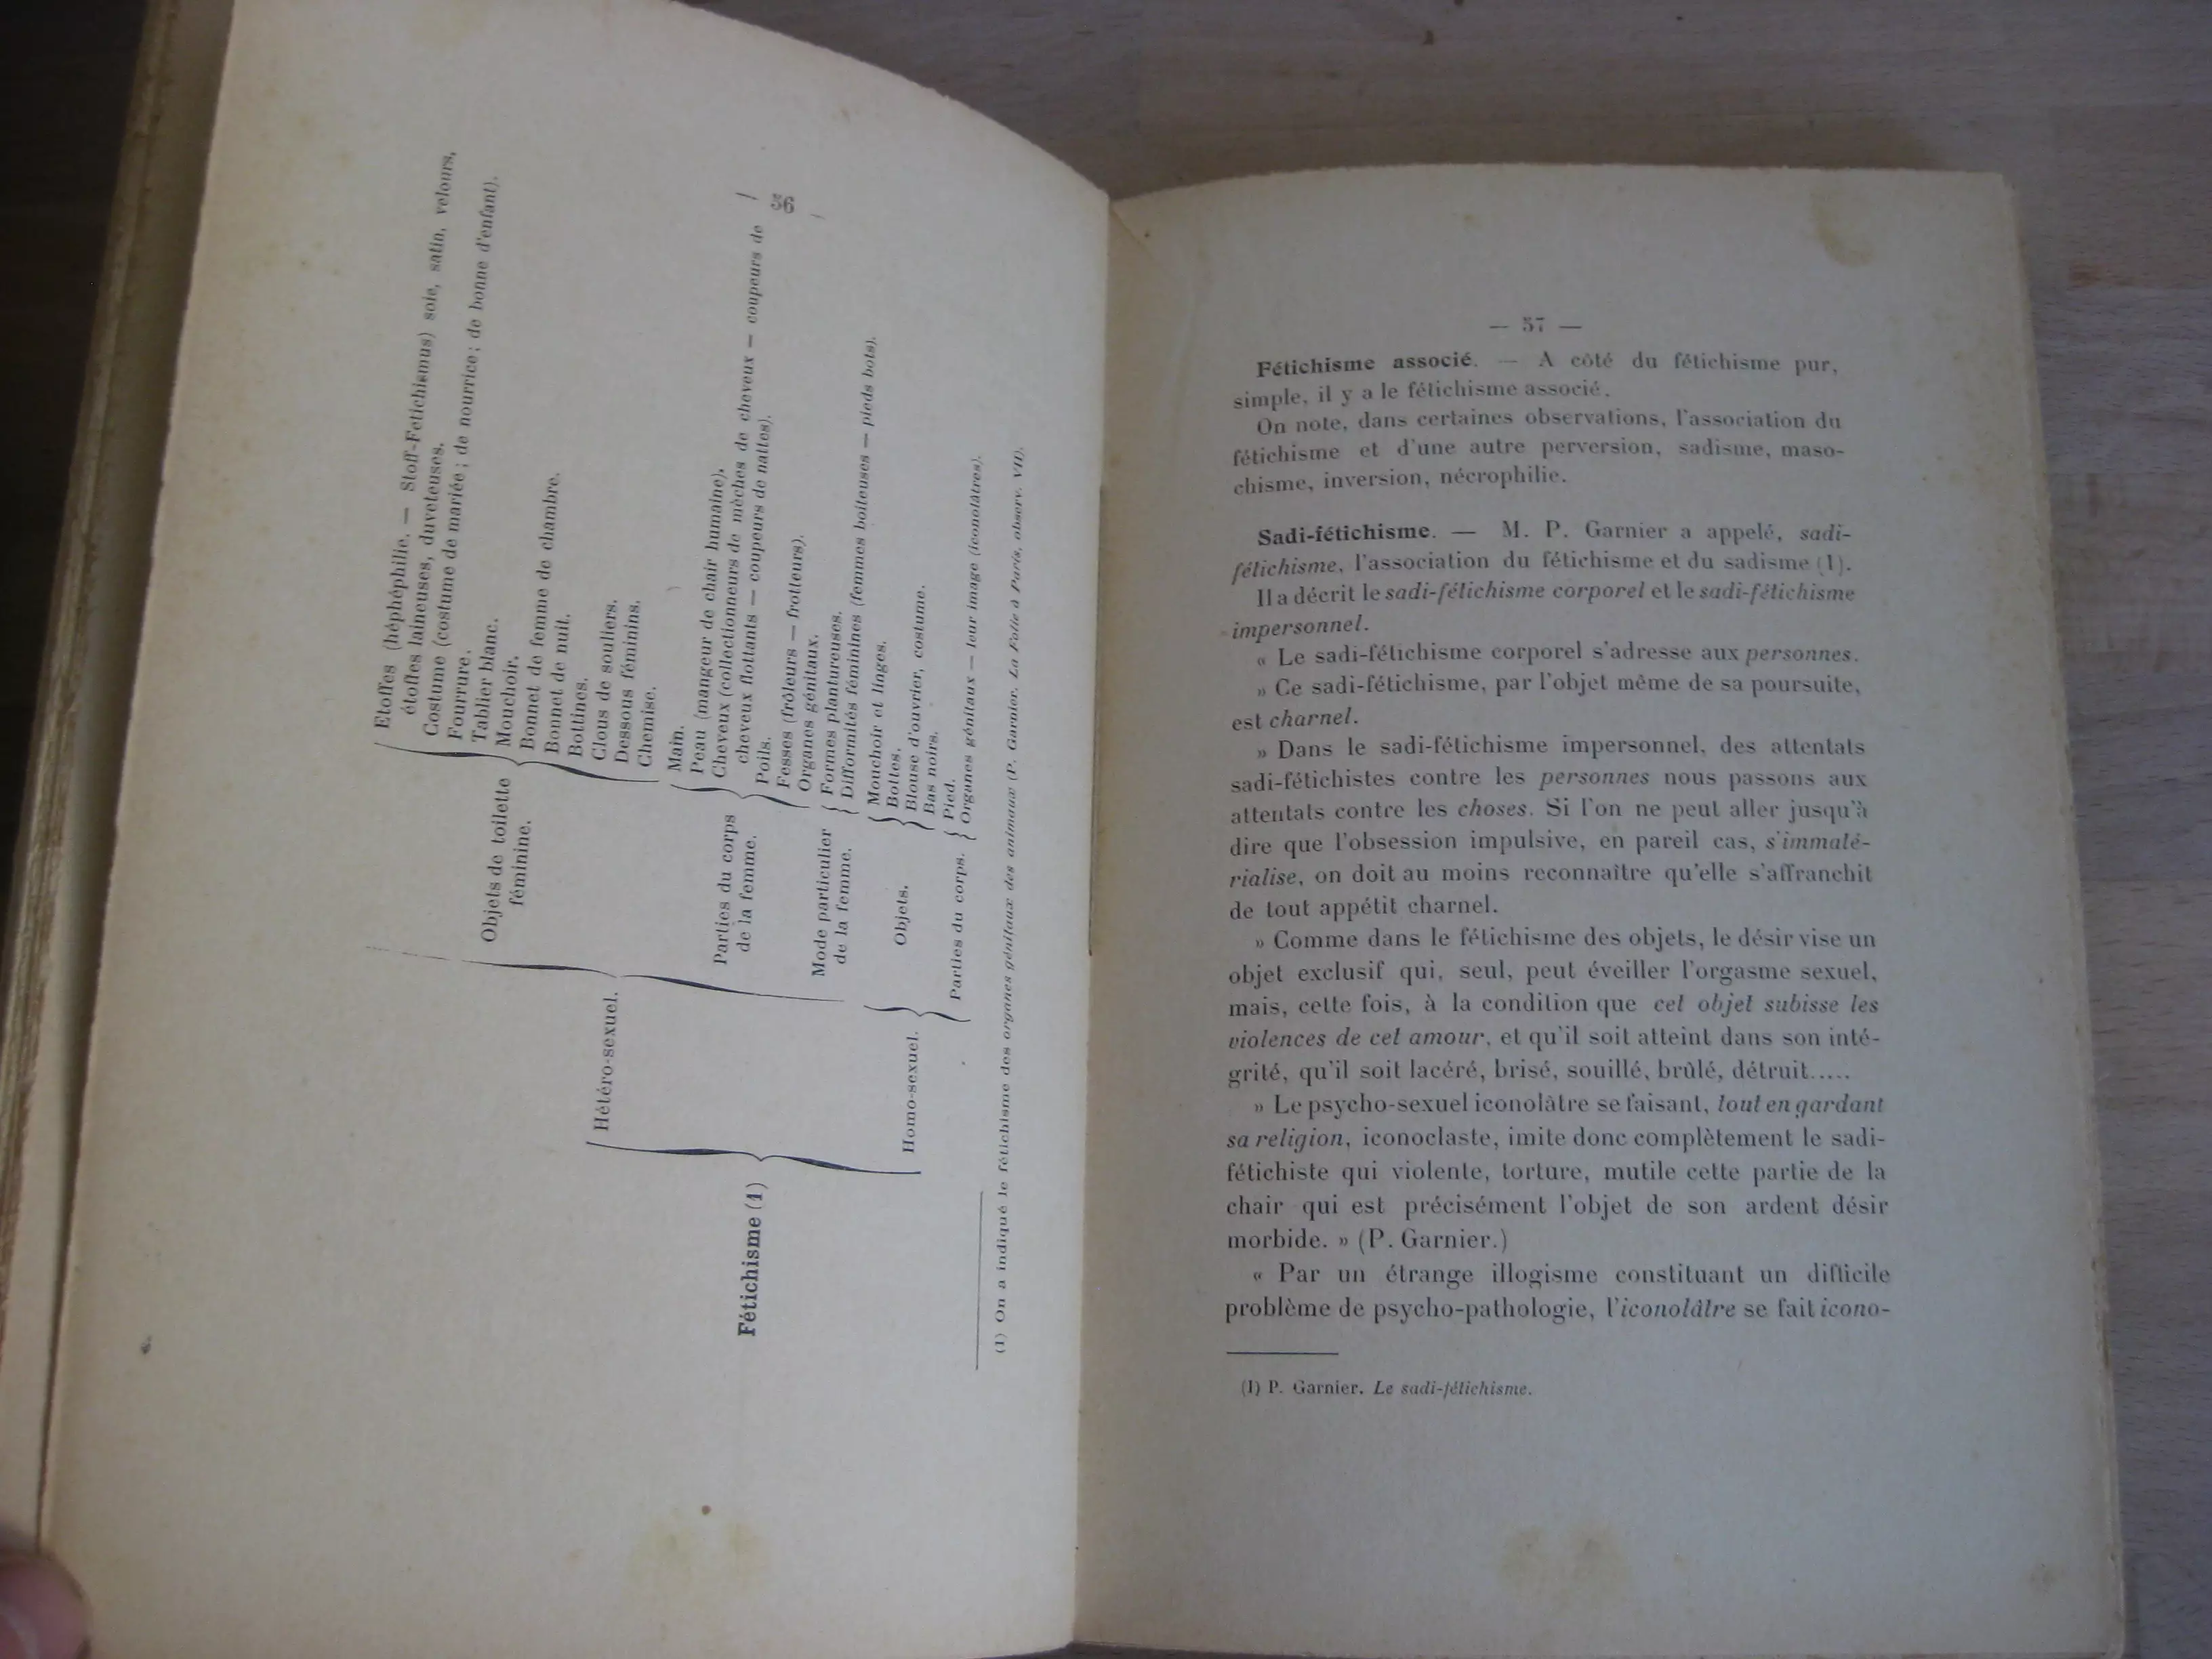 — 56 —
Fétichisme (1)
Hétéro-sexuel.
Objets de toilette
féminine.
Etoffes (héphéphilie. — Stoff-Fetichismus) soie, satin, velours,
étoffes laineuses, duveteuses.
Costume (costume de mariée ; de nourrice ; de bonne d'enfant).
Fourrure.
Tablier blanc.
Mouchoir.
Bonnet de femme de chambre.
Bonnet de nuit.
Bottines.
Clous de souliers.
Dessous féminins.
Chemise.
Parties du corps
de la femme.
Main.
Peau (mangeur de chair humaine).
Cheveux (collectionneurs de mèches de cheveux — coupeurs de
cheveux flottants — coupeurs de nattes).
Poils.
Fesses (frôleurs — frotteurs).
Organes génitaux.
Mode particulier
de la femme.
Formes plantureuses.
Difformités féminines (femmes boiteuses — pieds bots).
Homo-sexuel.
Objets.
Mouchoir et linges.
Bottes.
Blouse d'ouvrier, costume.
Bas noirs.
Parties du corps.
Pied.
Organes génitaux — leur image (iconolâtres).
(1) On a indiqué le fétichisme des organes génitaux des animaux (P. Garnier. La Folie à Paris, observ. VII).
— 57 —
Fétichisme associé. — A côté du fétichisme pur,
simple, il y a le fétichisme associé.
On note, dans certaines observations, l'association du
fétichisme et d'une autre perversion, sadisme, maso-
chisme, inversion, nécrophilie.
Sadi-fétichisme. — M. P. Garnier a appelé, sadi-
fétichisme, l'association du fétichisme et du sadisme (1).
Il a décrit le sadi-fétichisme corporel et le sadi-fétichisme
impersonnel.
« Le sadi-fétichisme corporel s'adresse aux personnes.
» Ce sadi-fétichisme, par l'objet même de sa poursuite,
est charnel.
» Dans le sadi-fétichisme impersonnel, des attentats
sadi-fétichistes contre les personnes nous passons aux
attentats contre les choses. Si l'on ne peut aller jusqu'à
dire que l'obsession impulsive, en pareil cas, s'immaté-
rialise, on doit au moins reconnaître qu'elle s'affranchit
de tout appétit charnel.
» Comme dans le fétichisme des objets, le désir vise un
objet exclusif qui, seul, peut éveiller l'orgasme sexuel,
mais, cette fois, à la condition que cet objet subisse les
violences de cet amour, et qu'il soit atteint dans son inté-
grité, qu'il soit lacéré, brisé, souillé, brûlé, détruit.....
» Le psycho-sexuel iconolâtre se faisant, tout en gardant
sa religion, iconoclaste, imite donc complètement le sadi-
fétichiste qui violente, torture, mutile cette partie de la
chair qui est précisément l'objet de son ardent désir
morbide. » (P. Garnier.)
« Par un étrange illogisme constituant un difficile
problème de psycho-pathologie, l'iconolâtre se fait icono-
(1) P. Garnier. Le sadi-fétichisme.